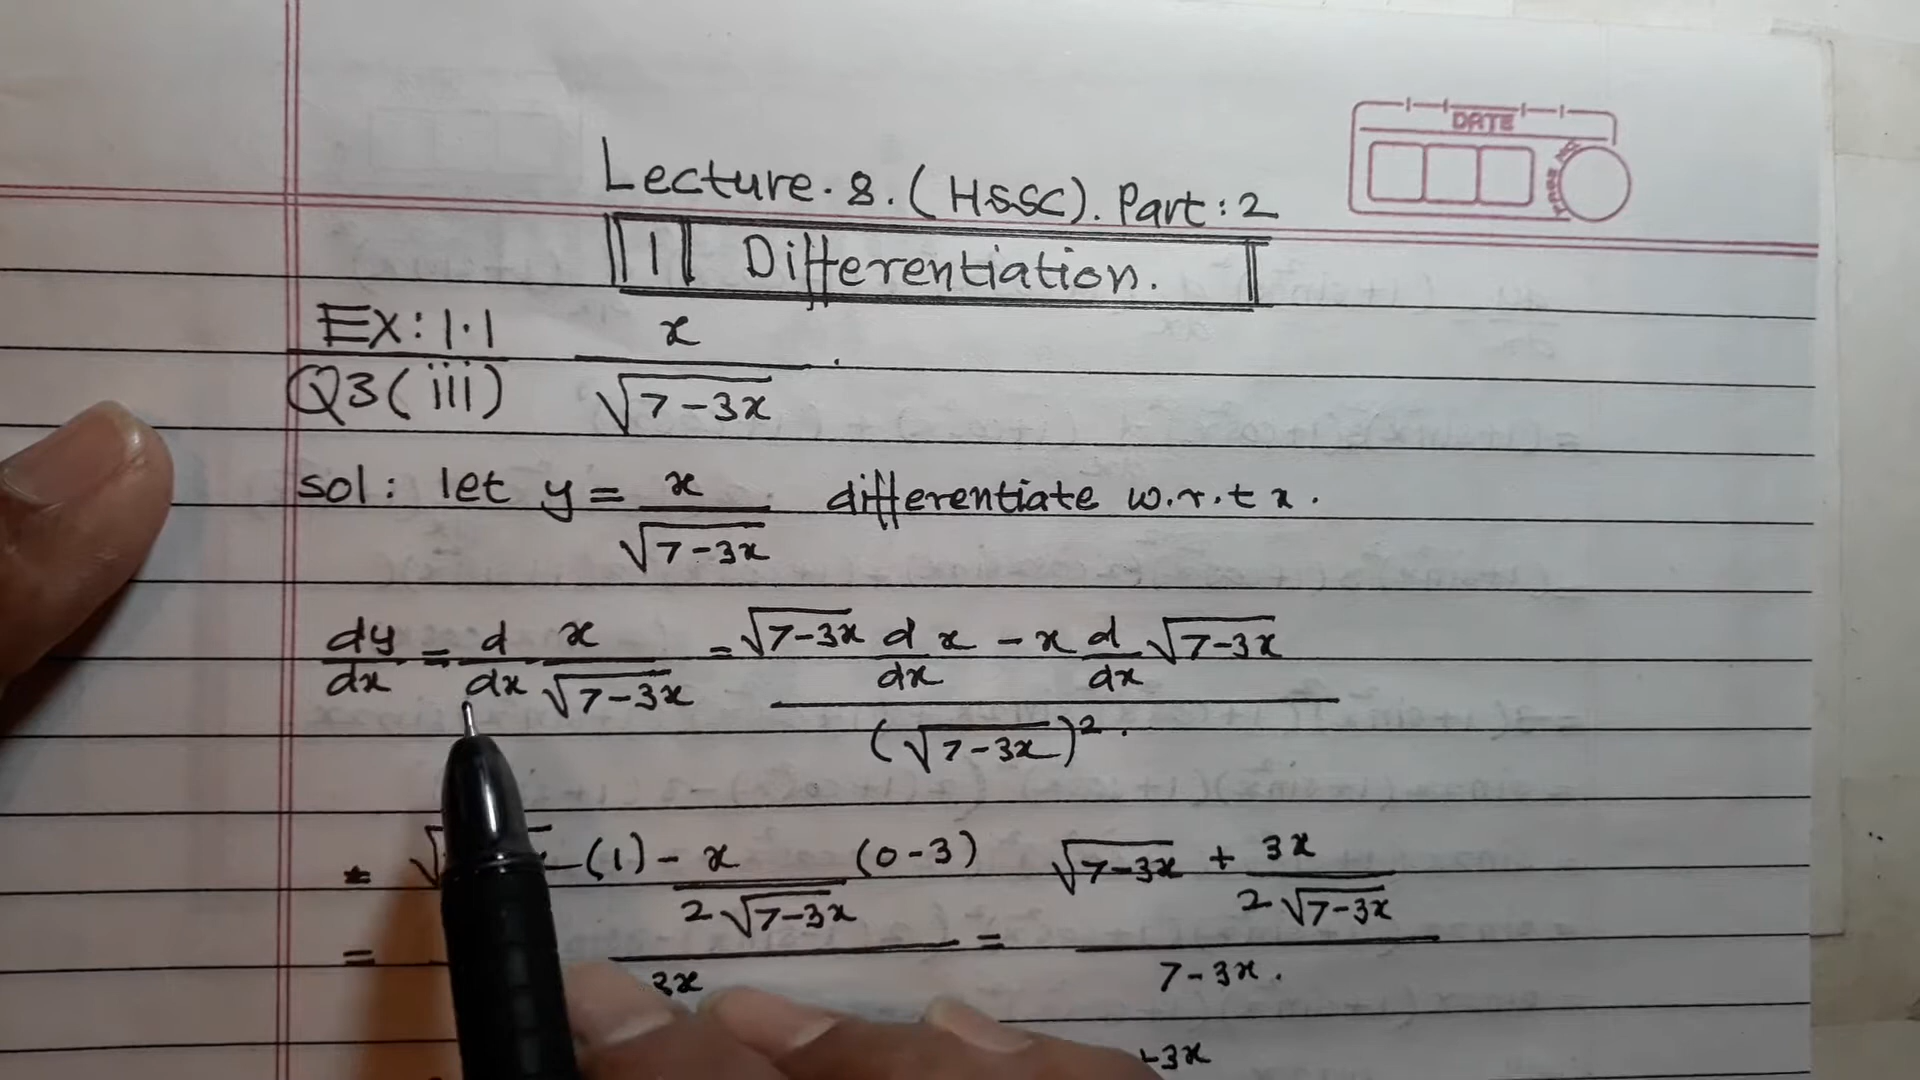 DATE
Lecture.8.(HSSC). Part:2
1 Differentiation.
Ex:1.1
Q3(iii) x/√(7-3x) .
sol: let y = x/√(7-3x) . differentiate w.r.t x.
dy/dx = d/dx x/√(7-3x) = (√(7-3x) d/dx x - x d/dx √(7-3x))/(√(7-3x))² .
(1) - x/(2√(7-3x)) (0-3)
= 3x = (√(7-3x) + 3x/(2√(7-3x)))/(7-3x) .
-3x